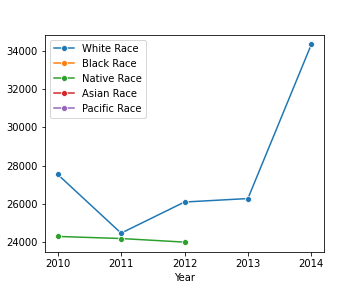 White Race
Black Race
Native Race
Asian Race
Pacific Race
34000
32000
30000
28000
26000
24000
2010 2011 2012 2013 2014
Year